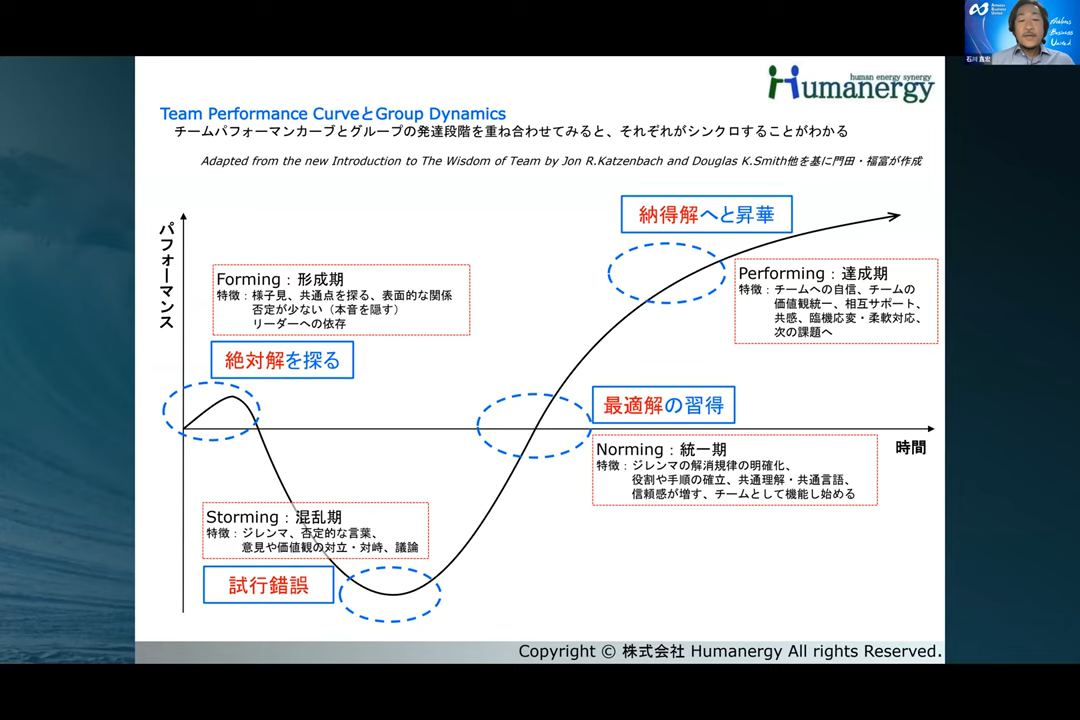 human energy synergy
Humanergy
Team Performance CurveとGroup Dynamics
チームパフォーマンカーブとグループの発達段階を重ね合わせてみると、それぞれがシンクロすることがわかる
Adapted from the new Introduction to The Wisdom of Team by Jon R.Katzenbach and Douglas K.Smith他を基に門田・福富が作成
パフォーマンス
納得解へと昇華
Forming：形成期
特徴：様子見、共通点を探る、表面的な関係
否定が少ない（本音を隠す）
リーダーへの依存
絶対解を探る
Performing：達成期
特徴：チームへの自信、チームの
価値観統一、相互サポート、
共感、臨機応変・柔軟対応、
次の課題へ
最適解の習得
時間
Norming：統一期
特徴：ジレンマの解消規律の明確化、
役割や手順の確立、共通理解・共通言語、
信頼感が増す、チームとして機能し始める
Storming：混乱期
特徴：ジレンマ、否定的な言葉、
意見や価値観の対立・対峙、議論
試行錯誤
Copyright © 株式会社 Humanergy All rights Reserved.
Athlete
Business
United
石川 直宏